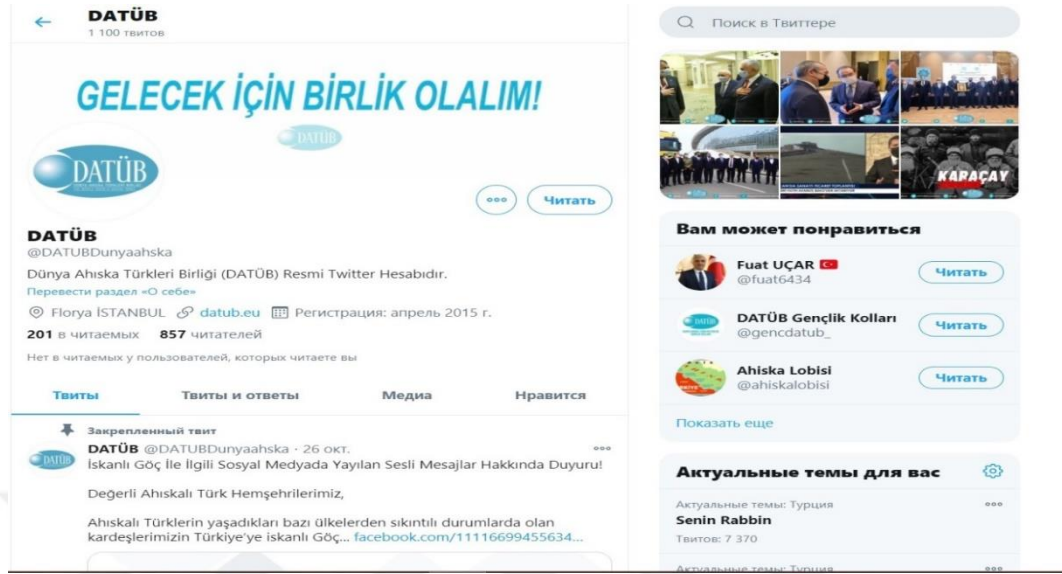 DATÜB
1 100 твитов
GELECEK İÇİN BİRLİK OLALIM!
DATÜB
DATÜB
Читать
DATÜB
@DATUBDunyaahska
Dünya Ahıska Türkleri Birliği (DATÜB) Resmi Twitter Hesabıdır.
Перевести раздел «О себе»
Florya İSTANBUL datub.eu Регистрация: апрель 2015 г.
201 в читаемых 857 читателей
Нет в читаемых у пользователей, которых читаете вы
Твиты Твиты и ответы Медиа Нравится
Закрепленный твит
DATÜB @DATUBDunyaahska · 26 окт.
DATÜB
İskanlı Göç İle İlgili Sosyal Medyada Yayılan Sesli Mesajlar Hakkında Duyuru!
Değerli Ahıskalı Türk Hemşehrilerimiz,
Ahıskalı Türklerin yaşadıkları bazı ülkelerden sıkıntılı durumlarda olan
kardeşlerimizin Türkiye'ye iskanlı Göç... facebook.com/11116699455634...
Поиск в Твиттере
KARAÇAY
Вам может понравиться
Fuat UÇAR
@fuat6434
Читать
DATÜB Gençlik Kolları
@gencdatub_
Читать
Ahiska Lobisi
@ahiskalobisi
Читать
Показать еще
Актуальные темы для вас
Актуальные темы: Турция
Senin Rabbin
Твитов: 7 370
Актуальные темы: Турция